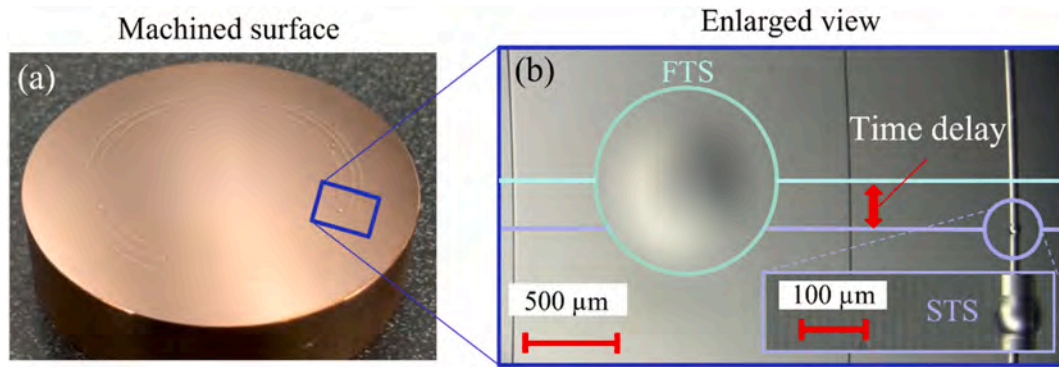 Machined surface
Enlarged view
(a)
(b)
FTS
Time delay
500 µm
100 µm
STS